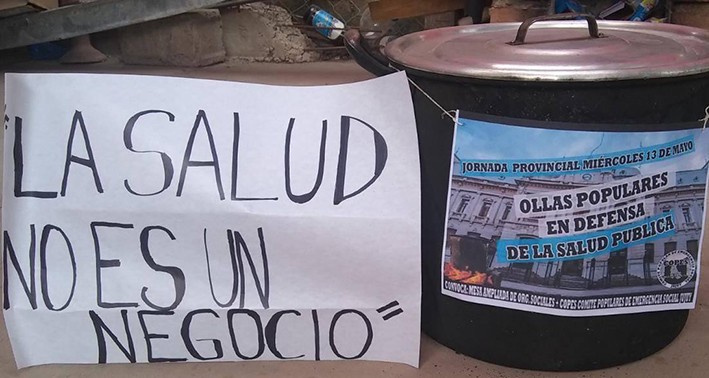 "LA SALUD
NO ES UN
NEGOCIO"
JORNADA PROVINCIAL MIÉRCOLES 13 DE MAYO
OLLAS POPULARES
EN DEFENSA
DE LA SALUD PUBLICA
COPES
CONVOCA: MESA AMPLIADA DE ORG. SOCIALES + COPES COMITE POPULARES DE EMERGENCIA SOCIAL JUJUY